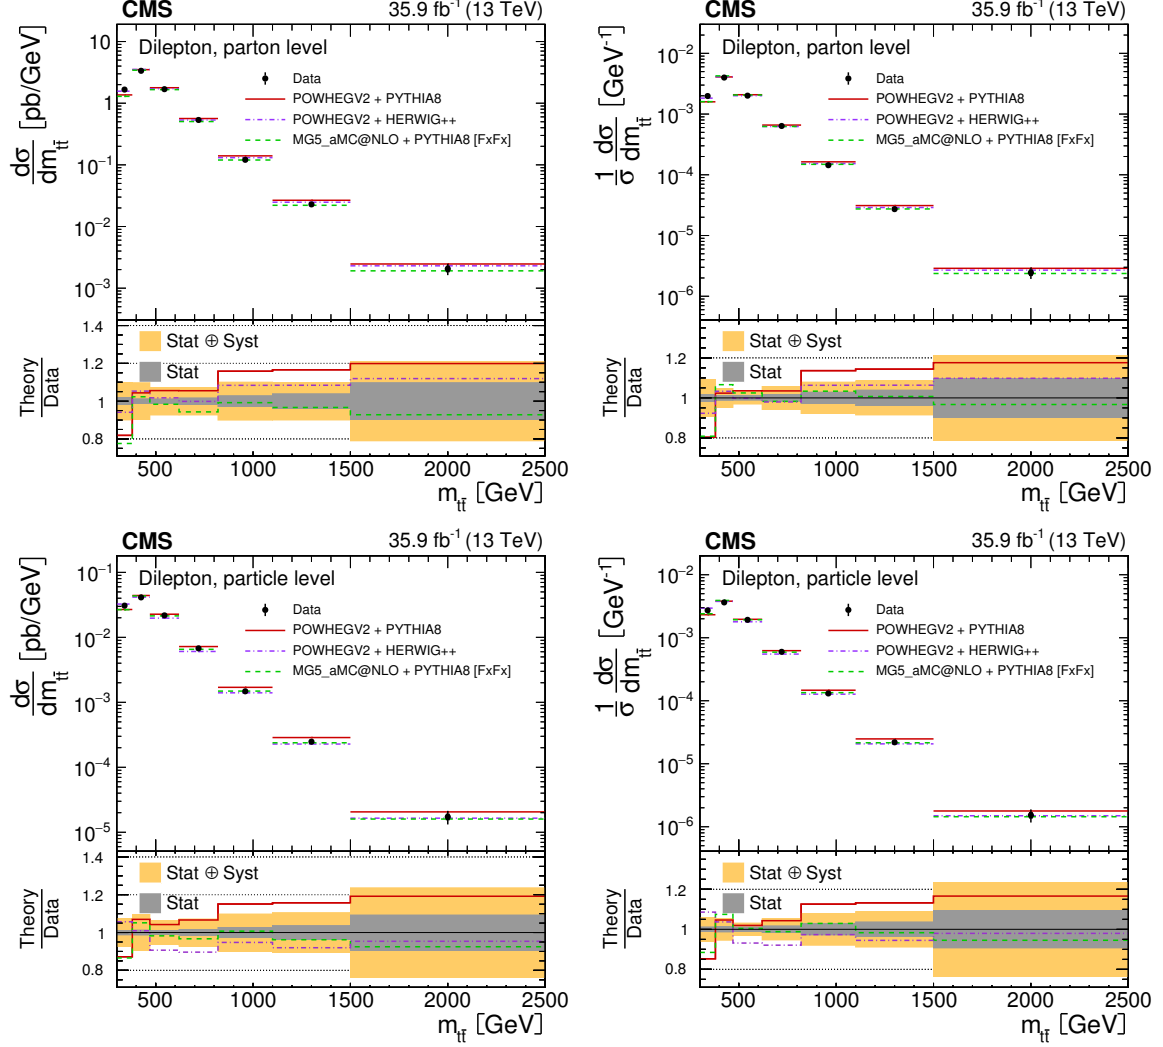 CMS 35.9 fb⁻¹ (13 TeV)
Dilepton, parton level
Data
POWHEGV2 + PYTHIA8
POWHEGV2 + HERWIG++
MG5_aMC@NLO + PYTHIA8 [FxFx]
dσ/dm_tt̄ [pb/GeV]
10
1
10⁻¹
10⁻²
10⁻³
Stat ⊕ Syst
Stat
Theory/Data
1.4
1.2
1
0.8
500 1000 1500 2000 2500
m_tt̄ [GeV]
CMS 35.9 fb⁻¹ (13 TeV)
Dilepton, parton level
Data
POWHEGV2 + PYTHIA8
POWHEGV2 + HERWIG++
MG5_aMC@NLO + PYTHIA8 [FxFx]
1/σ dσ/dm_tt̄ [GeV⁻¹]
10⁻²
10⁻³
10⁻⁴
10⁻⁵
10⁻⁶
Stat ⊕ Syst
Stat
Theory/Data
1.2
1
0.8
500 1000 1500 2000 2500
m_tt̄ [GeV]
CMS 35.9 fb⁻¹ (13 TeV)
Dilepton, particle level
Data
POWHEGV2 + PYTHIA8
POWHEGV2 + HERWIG++
MG5_aMC@NLO + PYTHIA8 [FxFx]
dσ/dm_tt̄ [pb/GeV]
10⁻¹
10⁻²
10⁻³
10⁻⁴
10⁻⁵
Stat ⊕ Syst
Stat
Theory/Data
1.4
1.2
1
0.8
500 1000 1500 2000 2500
m_tt̄ [GeV]
CMS 35.9 fb⁻¹ (13 TeV)
Dilepton, particle level
Data
POWHEGV2 + PYTHIA8
POWHEGV2 + HERWIG++
MG5_aMC@NLO + PYTHIA8 [FxFx]
1/σ dσ/dm_tt̄ [GeV⁻¹]
10⁻²
10⁻³
10⁻⁴
10⁻⁵
10⁻⁶
Stat ⊕ Syst
Stat
Theory/Data
1.2
1
0.8
500 1000 1500 2000 2500
m_tt̄ [GeV]